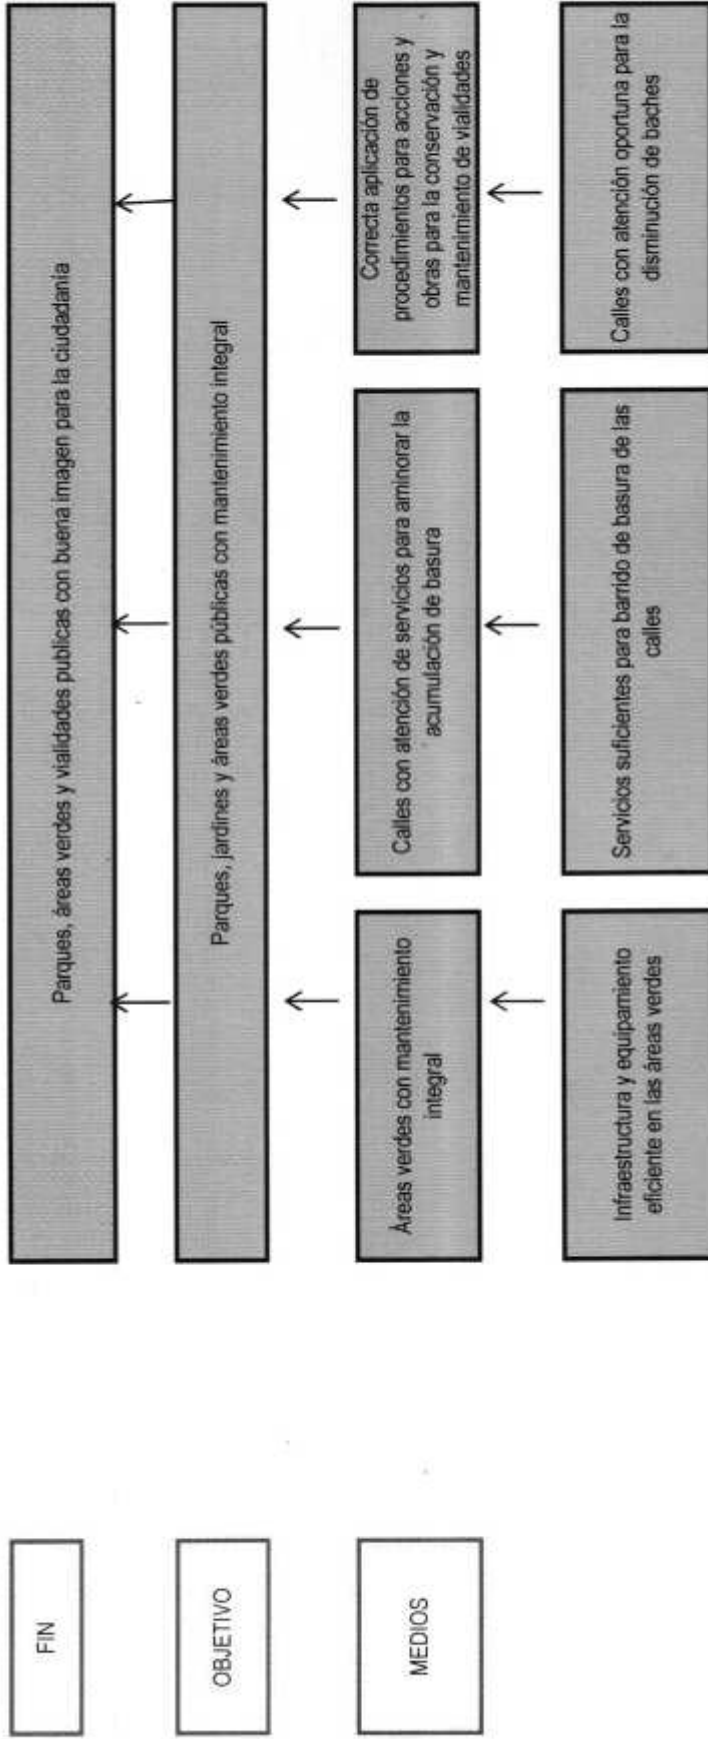 FIN
Parques, áreas verdes y vialidades publicas con buena imagen para la ciudadanía
OBJETIVO
Parques, jardines y áreas verdes públicas con mantenimiento integral
MEDIOS
Áreas verdes con mantenimiento
integral
Calles con atención de servicios para aminorar la
acumulación de basura
Correcta aplicación de
procedimientos para acciones y
obras para la conservación y
mantenimiento de vialidades
Infraestructura y equipamiento
eficiente en las áreas verdes
Servicios suficientes para barrido de basura de las
calles
Calles con atención oportuna para la
disminución de baches